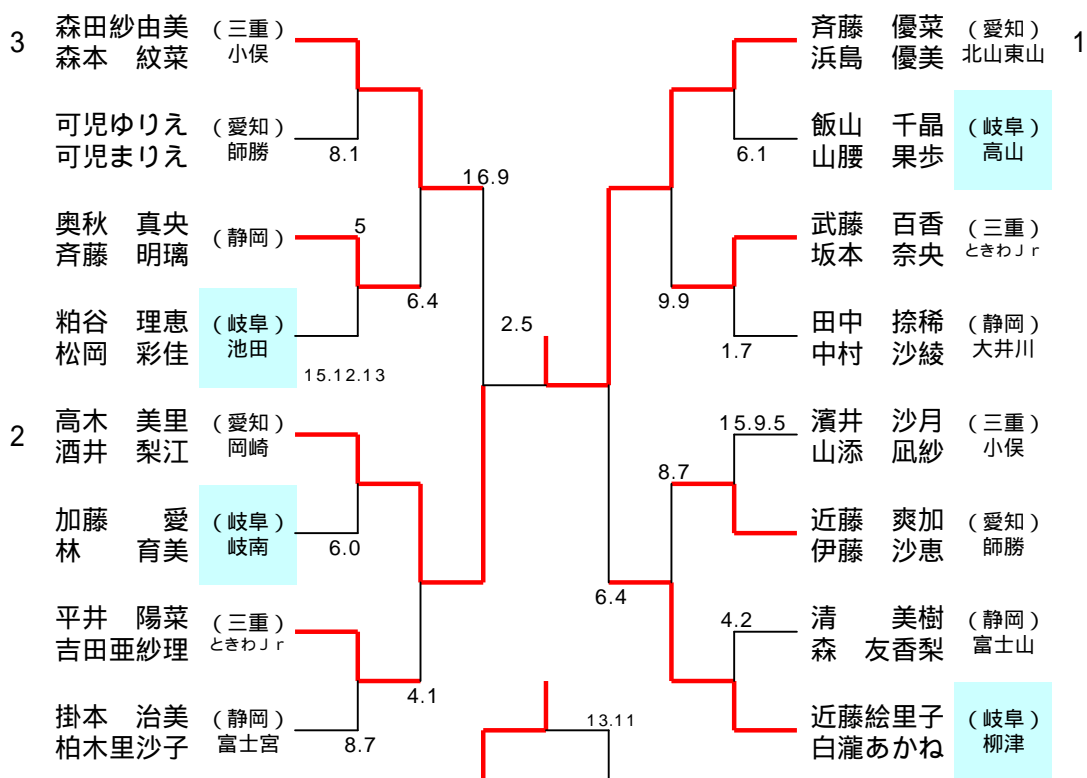 3
森田紗由美 （三重）
森本　紋菜 小俣
可児ゆりえ （愛知）
可児まりえ 師勝
8.1
16.9
奥秋　真央 （静岡）
斉藤　明璃
5
6.4
粕谷　理恵 （岐阜）
松岡　彩佳 池田
15.12.13
2.5
2
高木　美里 （愛知）
酒井　梨江 岡崎
加藤　　愛 （岐阜）
林　　育美 岐南
6.0
平井　陽菜 （三重）
吉田亜紗理 ときわＪｒ
4.1
掛本　治美 （静岡）
柏木里沙子 富士宮
8.7
斉藤　優菜 （愛知）
浜島　優美 北山東山
1
飯山　千晶 （岐阜）
山腰　果歩 高山
6.1
武藤　百香 （三重）
坂本　奈央 ときわＪｒ
9.9
田中　捺稀 （静岡）
中村　沙綾 大井川
1.7
15.9.5
濱井　沙月 （三重）
山添　凪紗 小俣
8.7
近藤　爽加 （愛知）
伊藤　沙恵 師勝
6.4
4.2
清　　美樹 （静岡）
森　友香梨 富士山
近藤絵里子 （岐阜）
白瀧あかね 柳津
13.11